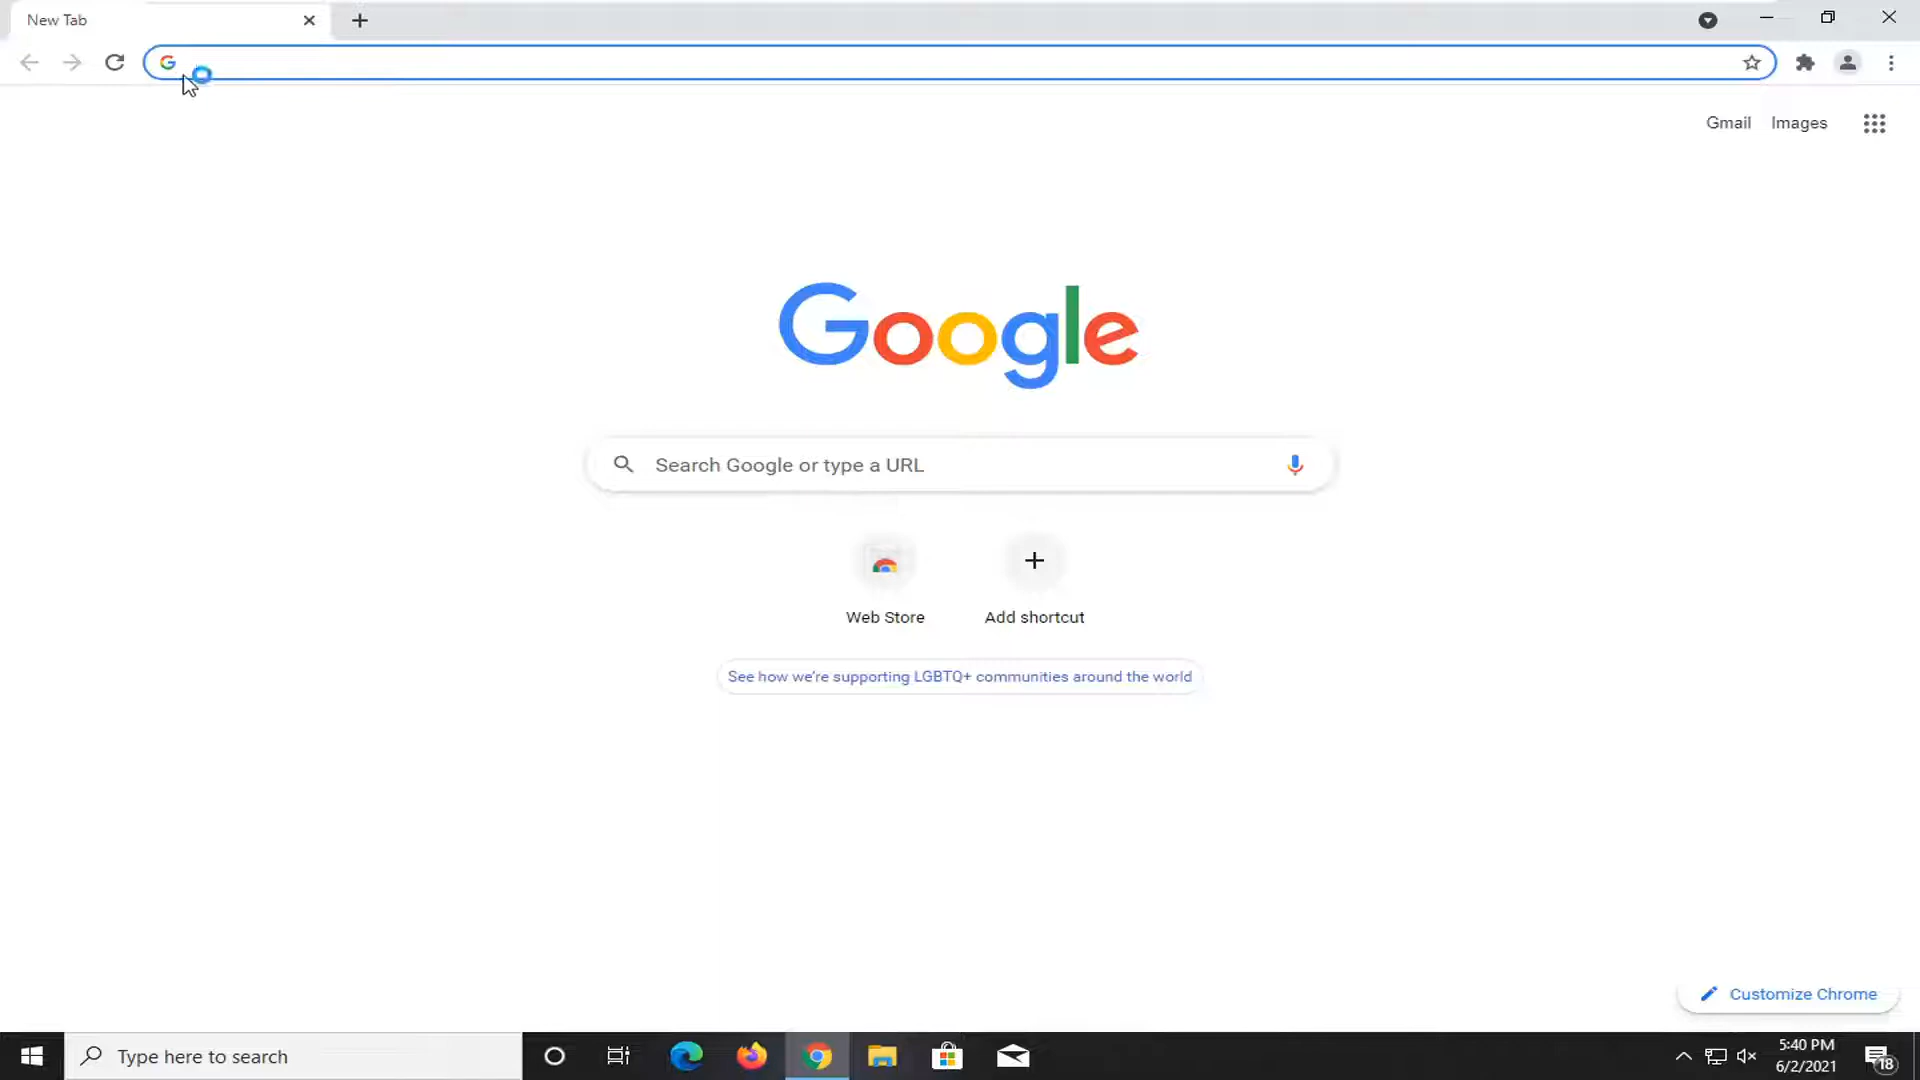 New Tab
Gmail Images
Google
Search Google or type a URL
Web Store Add shortcut
See how we're supporting LGBTQ+ communities around the world
Customize Chrome
Type here to search
5:40 PM
6/2/2021
18